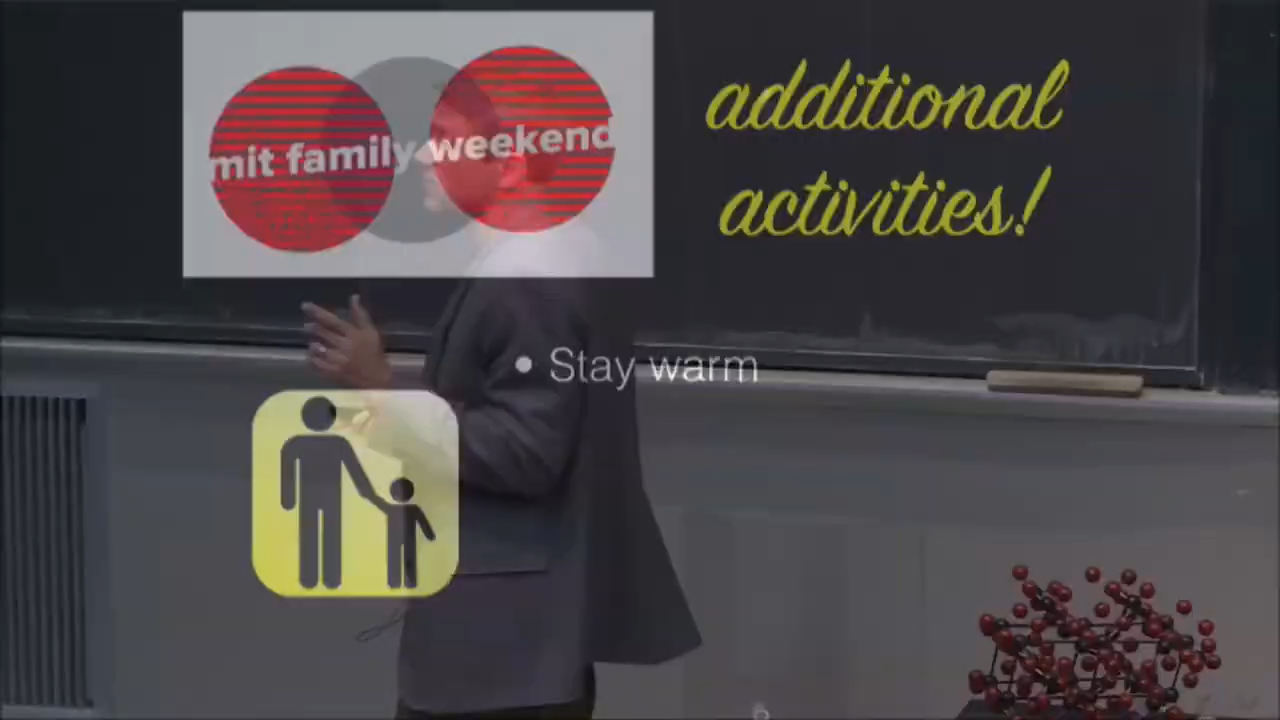 mit family weekend
additional
activities!
• Stay warm